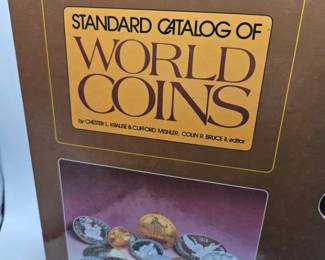 STANDARD CATALOG OF
WORLD
COINS
by CHESTER L. KRAUSE & CLIFFORD MISHLER, COLIN R. BRUCE II, editor